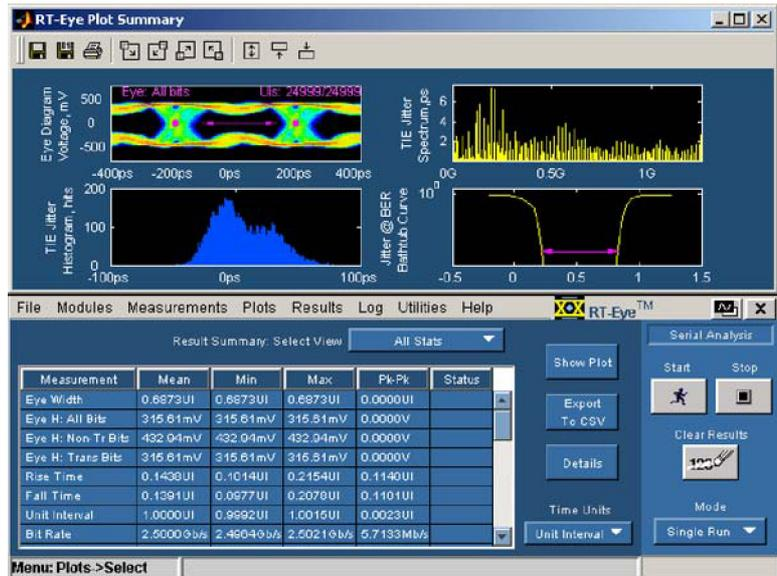 RT-Eye Plot Summary
Eye: All bits
UIs: 24999/24999
Eye Diagram
Voltage, mV
500
0
-500
-400ps -200ps 0ps 200ps 400ps
TIE Jitter
Spectrum,ps
6
4
2
0G 0.5G 1G
TIE Jitter
Histogram, hits
200
100
0
-100ps 0ps 100ps
Jitter @ BER
Bathtub Curve
10⁰
-0.5 0 0.5 1 1.5
File Modules Measurements Plots Results Log Utilities Help
RT-Eye™
Result Summary: Select View
All Stats
Measurement Mean Min Max Pk-Pk Status
Eye Width 0.6873UI 0.6873UI 0.6873UI 0.0000UI
Eye H: All Bits 315.61mV 315.61mV 315.61mV 0.0000V
Eye H: Non-Tr Bits 432.94mV 432.94mV 432.94mV 0.0000V
Eye H: Trans Bits 315.61mV 315.61mV 315.61mV 0.0000V
Rise Time 0.1438UI 0.1014UI 0.2154UI 0.1140UI
Fall Time 0.1391UI 0.0977UI 0.2078UI 0.1101UI
Unit Interval 1.0000UI 0.9992UI 1.0015UI 0.0023UI
Bit Rate 2.5000Gb/s 2.4964Gb/s 2.5021Gb/s 5.7133Mb/s
Show Plot
Export
To CSV
Details
Time Units
Unit Interval
Serial Analysis
Start Stop
Clear Results
Mode
Single Run
Menu: Plots->Select